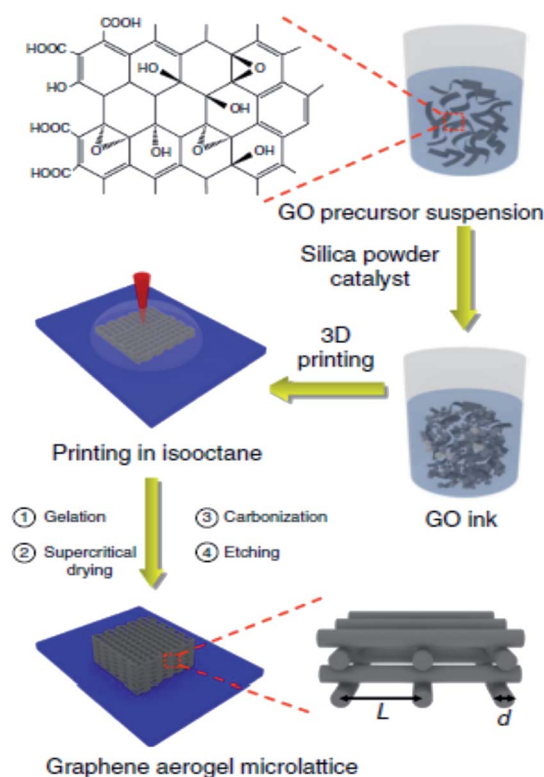 COOH
HOOC
HO
HO
O
OH
HOOC
O
OH
O
OH
HOOC
GO precursor suspension
Silica powder
catalyst
3D
printing
Printing in isooctane
GO ink
① Gelation
③ Carbonization
② Supercritical
drying
④ Etching
L
d
Graphene aerogel microlattice